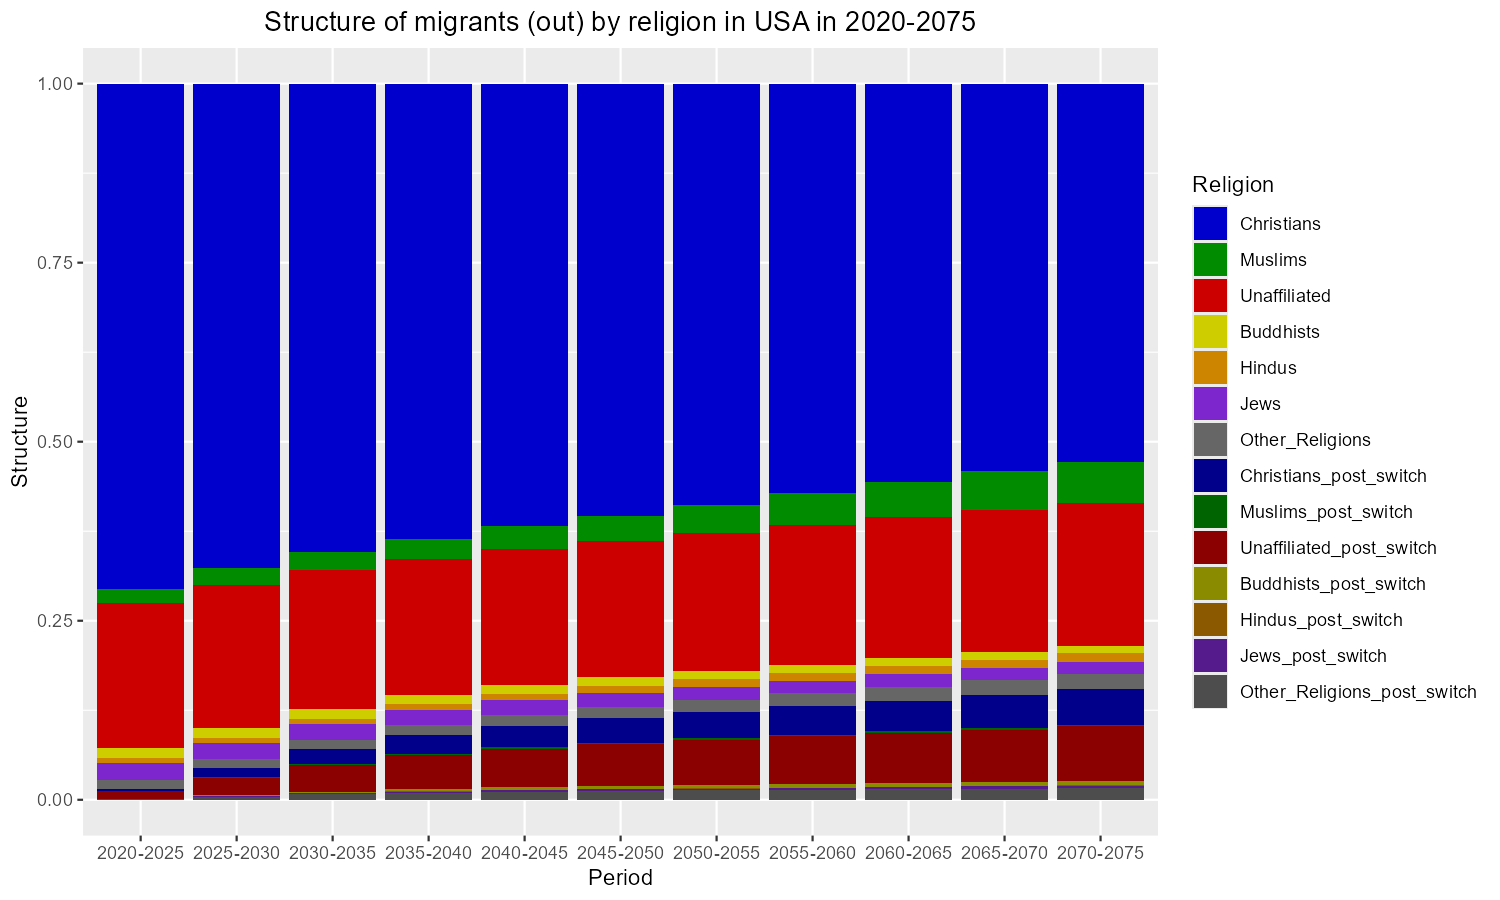 Structure of migrants (out) by religion in USA in 2020-2075
1.00
0.75
0.50
0.25
0.00
Structure
2020-2025 2025-2030 2030-2035 2035-2040 2040-2045 2045-2050 2050-2055 2055-2060 2060-2065 2065-2070 2070-2075
Period
Religion
Christians
Muslims
Unaffiliated
Buddhists
Hindus
Jews
Other_Religions
Christians_post_switch
Muslims_post_switch
Unaffiliated_post_switch
Buddhists_post_switch
Hindus_post_switch
Jews_post_switch
Other_Religions_post_switch